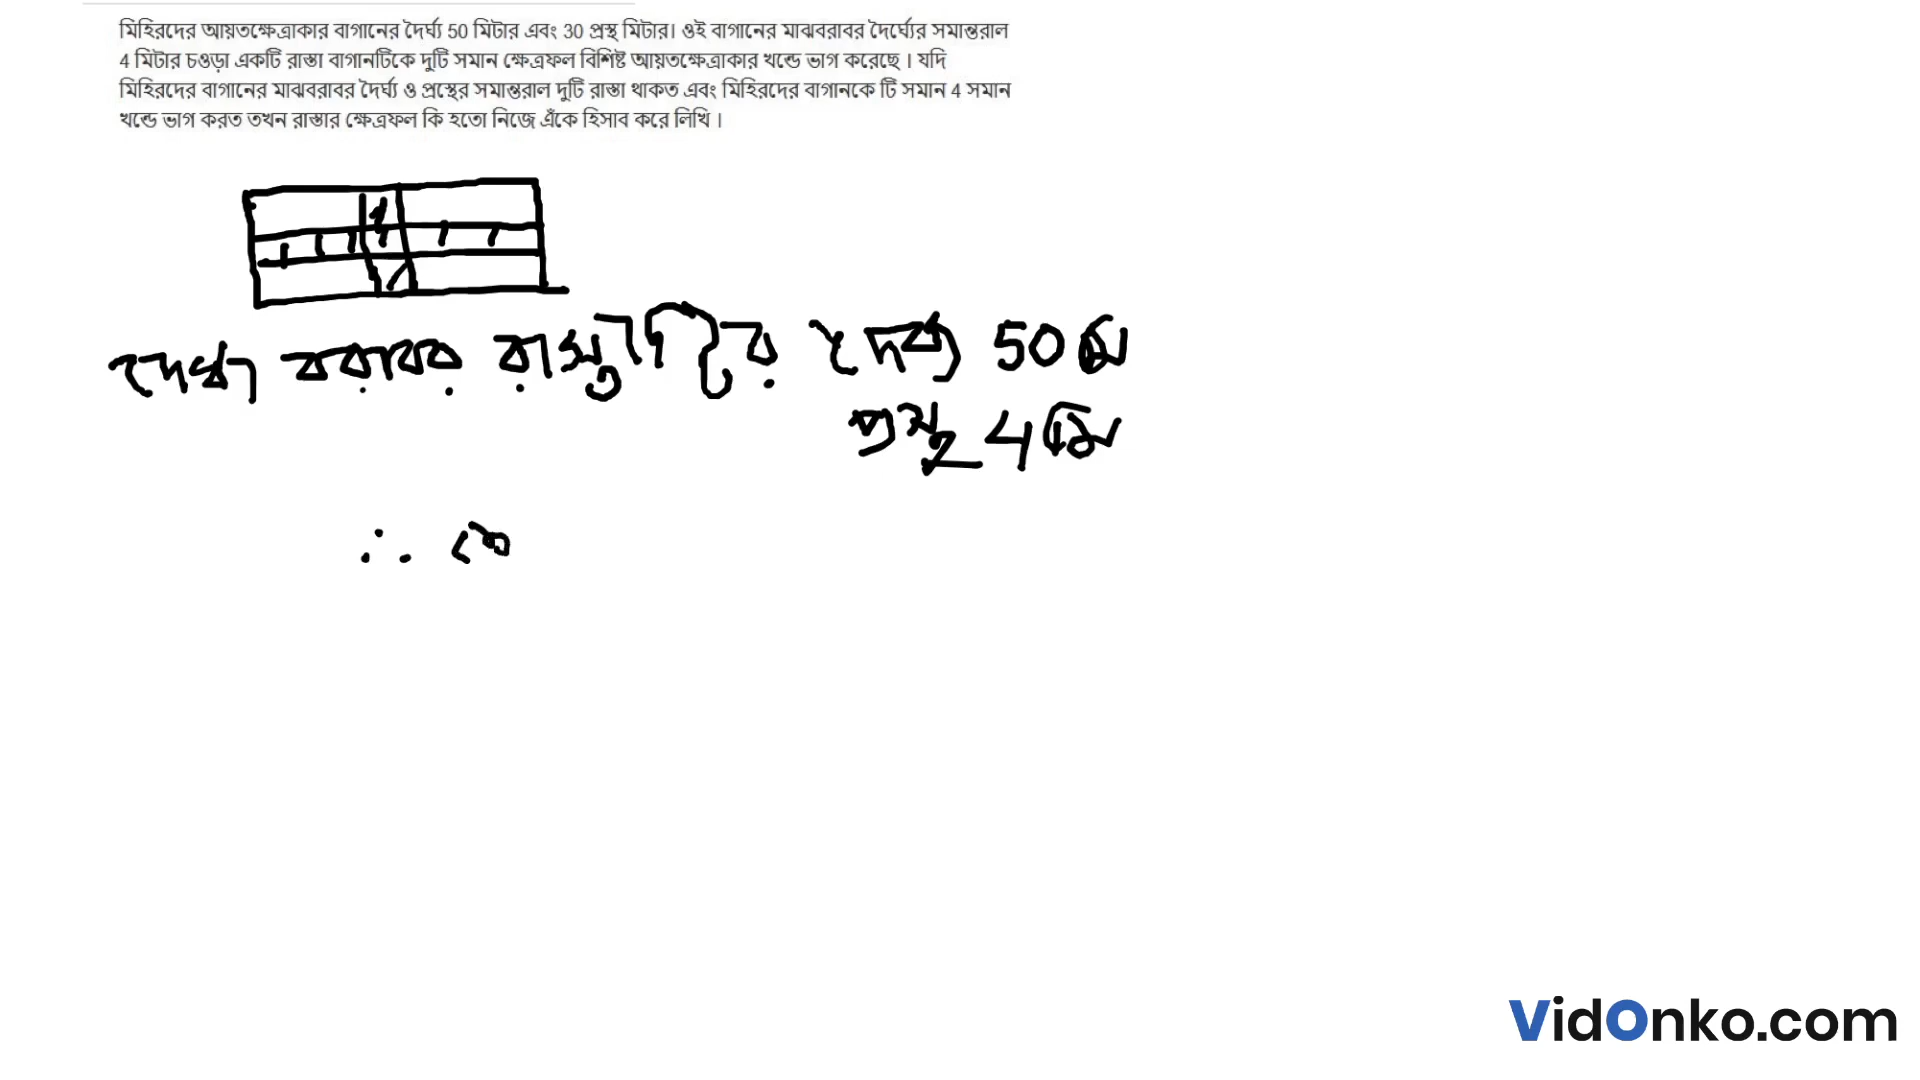 মিহিরদের আয়তক্ষেত্রাকার বাগানের দৈর্ঘ্য 50 মিটার এবং 30 প্রস্থ মিটার। ওই বাগানের মাঝবরাবর দৈর্ঘ্যের সমান্তরাল
4 মিটার চওড়া একটি রাস্তা বাগানটিকে দুটি সমান ক্ষেত্রফল বিশিষ্ট আয়তক্ষেত্রাকার খন্ডে ভাগ করেছে । যদি
মিহিরদের বাগানের মাঝবরাবর দৈর্ঘ্য ও প্রস্থের সমান্তরাল দুটি রাস্তা থাকত এবং মিহিরদের বাগানকে টি সমান 4 সমান
খন্ডে ভাগ করত তখন রাস্তার ক্ষেত্রফল কি হতো নিজে এঁকে হিসাব করে লিখি ।
দৈর্ঘ্য বরাবর রাস্তাটির দৈর্ঘ্য 50 মি
প্রস্থ 4 মি
∴
VidOnko.com